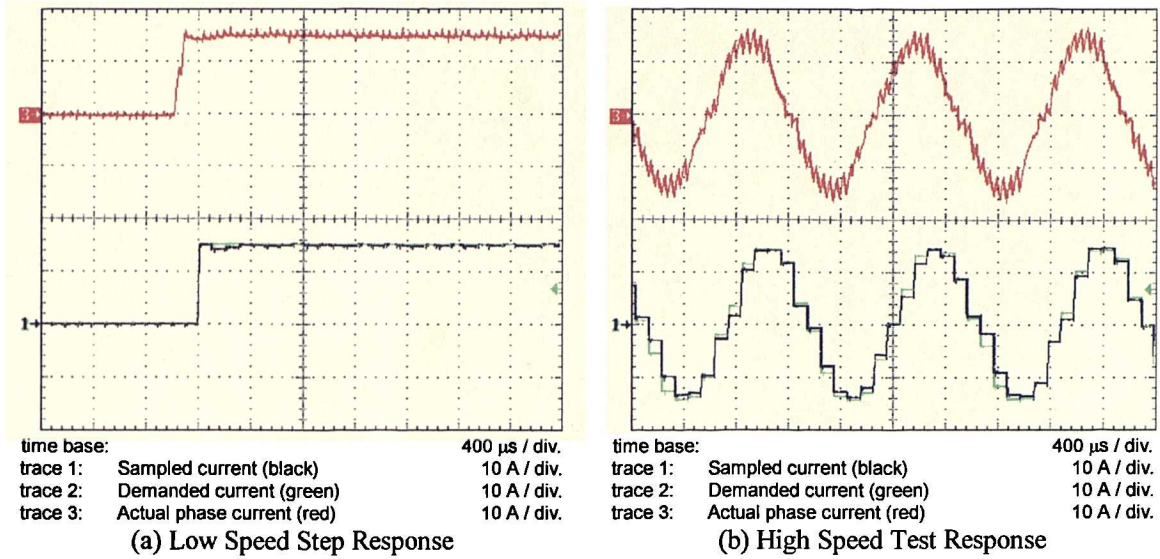 3
1
time base: 400 µs / div.
trace 1: Sampled current (black) 10 A / div.
trace 2: Demanded current (green) 10 A / div.
trace 3: Actual phase current (red) 10 A / div.
(a) Low Speed Step Response
3
1
time base: 400 µs / div.
trace 1: Sampled current (black) 10 A / div.
trace 2: Demanded current (green) 10 A / div.
trace 3: Actual phase current (red) 10 A / div.
(b) High Speed Test Response